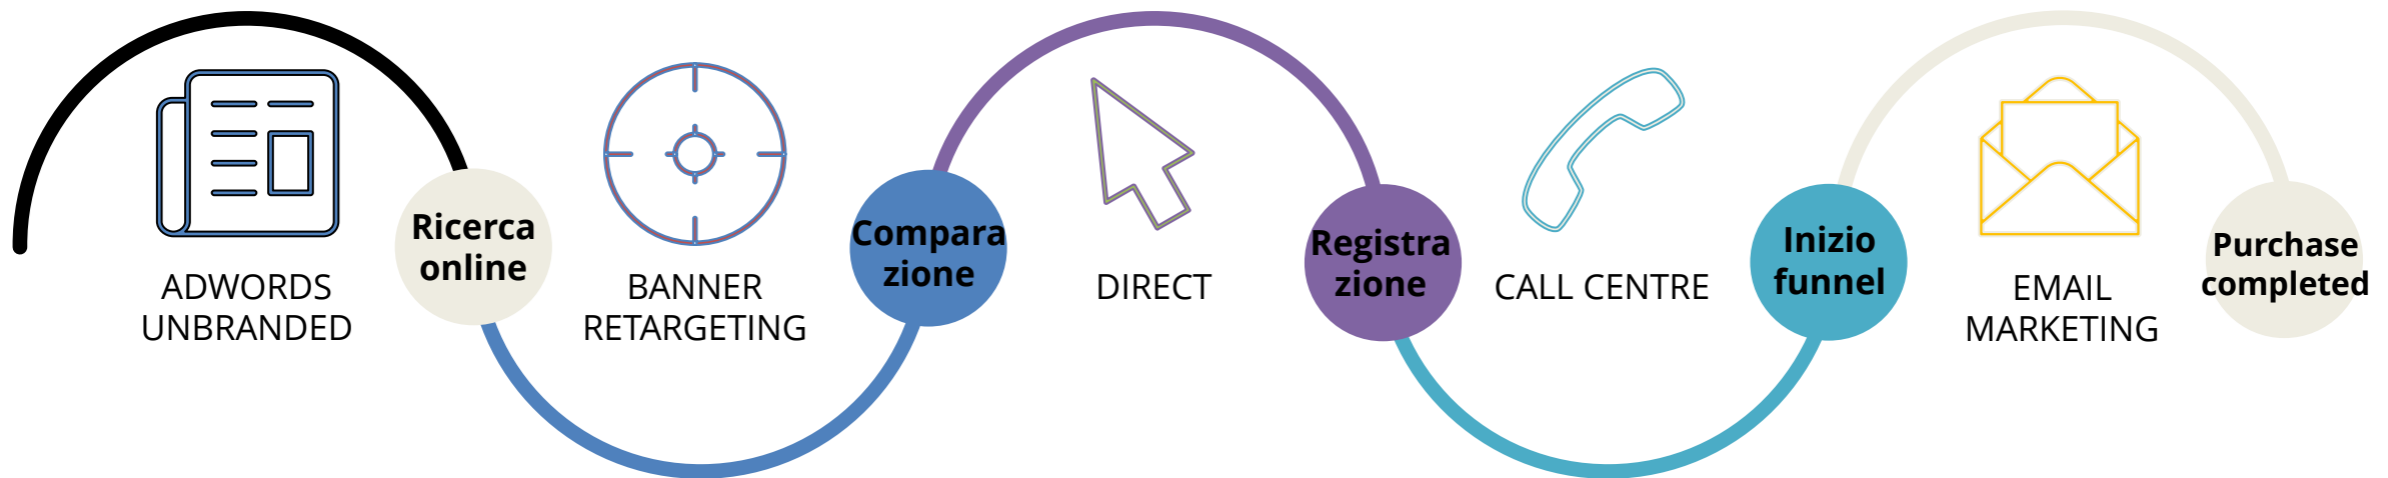 ADWORDS
UNBRANDED
Ricerca
online
BANNER
RETARGETING
Compara
zione
DIRECT
Registra
zione
CALL CENTRE
Inizio
funnel
EMAIL
MARKETING
Purchase
completed